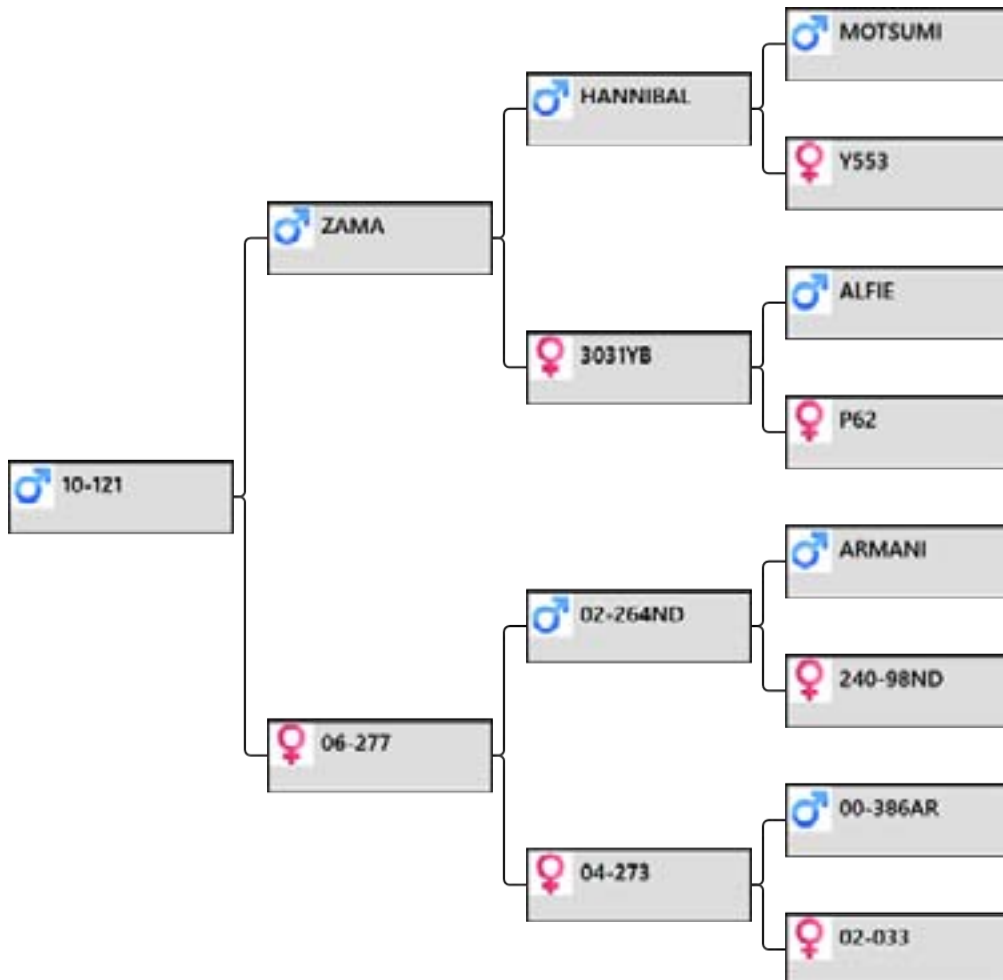 MOTSUMI
HANNIBAL
Y553
ZAMA
ALFIE
3031YB
P62
10-121
ARMANI
02-264ND
240-98ND
06-277
00-386AR
04-273
02-033